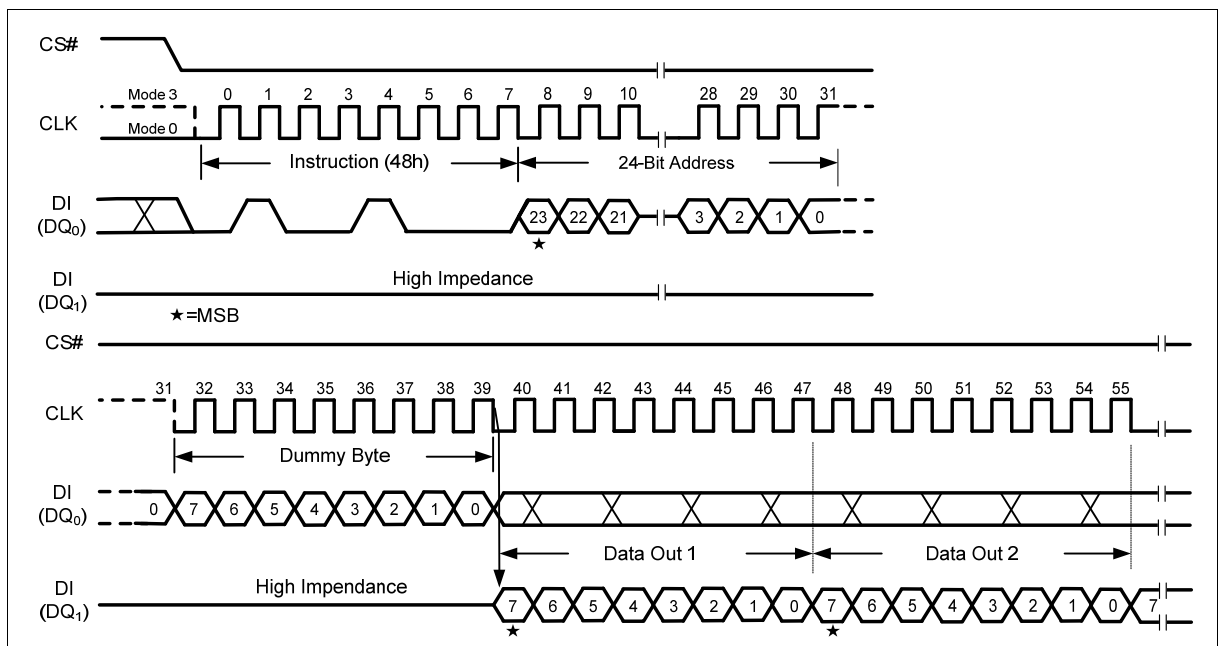 CS#
Mode 3 0 1 2 3 4 5 6 7 8 9 10 28 29 30 31
CLK
Mode 0
Instruction (48h) 24-Bit Address
DI
(DQ0) 23 22 21 3 2 1 0
★
DI
(DQ1) High Impedance
★=MSB
CS#
31 32 33 34 35 36 37 38 39 40 41 42 43 44 45 46 47 48 49 50 51 52 53 54 55
CLK
Dummy Byte
DI
(DQ0) 0 7 6 5 4 3 2 1 0
Data Out 1 Data Out 2
High Impendance
DI
(DQ1) 7 6 5 4 3 2 1 0 7 6 5 4 3 2 1 0 7
★ ★